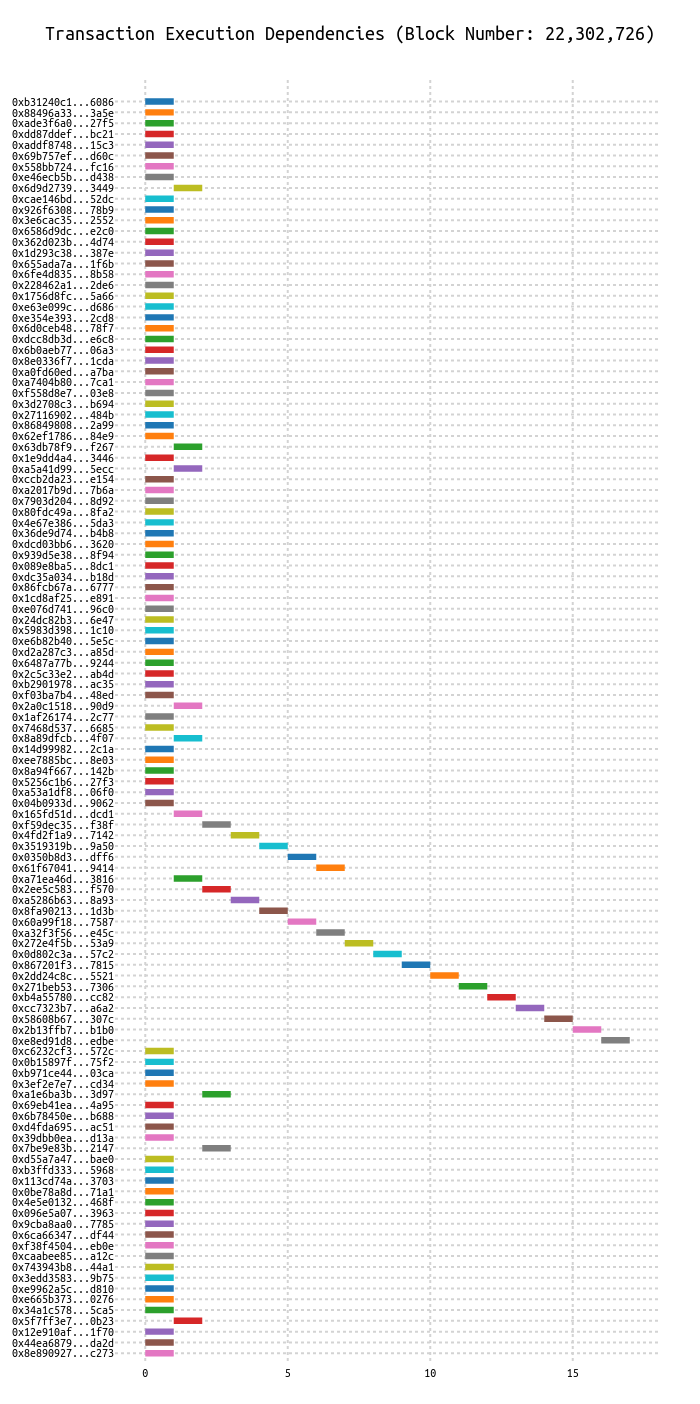 Transaction Execution Dependencies (Block Number: 22,302,726)
0xb31240c1...6086
0x88496a33...3a5e
0xade3f6a0...27f5
0xdd87ddef...bc21
0xaddf8748...15c3
0x69b757ef...d60c
0x558bb724...fc16
0xe46ecb5b...d438
0x6d9d2739...3449
0xcae146bd...52dc
0x926f6308...78b9
0x3e6cac35...2552
0x6586d9dc...e2c0
0x362d023b...4d74
0x1d293c38...387e
0x655ada7a...1f6b
0x6fe4d835...8b58
0x228462a1...2de6
0x1756d8fc...5a66
0xe63e099c...d686
0xe354e393...2cd8
0x6d0ceb48...78f7
0xdcc8db3d...e6c8
0x6b0aeb77...06a3
0x8e0336f7...1cda
0xa0fd60ed...a7ba
0xa7404b80...7ca1
0xf558d8e7...03e8
0x3d2708c3...b694
0x27116902...484b
0x86849808...2a99
0x62ef1786...84e9
0x63db78f9...f267
0x1e9dd4a4...3446
0xa5a41d99...5ecc
0xccb2da23...e154
0xa2017b9d...7b6a
0x7903d204...8d92
0x80fdc49a...8fa2
0x4e67e386...5da3
0x36de9d74...b4b8
0xdcd03bb6...3620
0x939d5e38...8f94
0x089e8ba5...8dc1
0xdc35a034...b18d
0x86fcb67a...6777
0x1cd8af25...e891
0xe076d741...96c0
0x24dc82b3...6e47
0x5983d398...1c10
0xe6b82b40...5e5c
0xd2a287c3...a85d
0x6487a77b...9244
0x2c5c33e2...ab4d
0xb2901978...ac35
0xf03ba7b4...48ed
0x2a0c1518...90d9
0x1af26174...2c77
0x7468d537...6685
0x8a89dfcb...4f07
0x14d99982...2c1a
0xee7885bc...8e03
0x8a94f667...142b
0x5256c1b6...27f3
0xa53a1df8...06f0
0x04b0933d...9062
0x165fd51d...dcd1
0xf59dec35...f38f
0x4fd2f1a9...7142
0x3519319b...9a50
0x0350b8d3...dff6
0x61f67041...9414
0xa71ea46d...3816
0x2ee5c583...f570
0xa5286b63...8a93
0x8fa90213...1d3b
0x60a99f18...7587
0xa32f3f56...e45c
0x272e4f5b...53a9
0x0d802c3a...57c2
0x867201f3...7815
0x2dd24c8c...5521
0x271beb53...7306
0xb4a55780...cc82
0xcc7323b7...a6a2
0x58608b67...307c
0x2b13ffb7...b1b0
0xe8ed91d8...edbe
0xc6232cf3...572c
0x0b15897f...75f2
0xb971ce44...03ca
0x3ef2e7e7...cd34
0xa1e6ba3b...3d97
0x69eb41ea...4a95
0x6b78450e...b688
0xd4fda695...ac51
0x39dbb0ea...d13a
0x7be9e83b...2147
0xd55a7a47...bae0
0xb3ffd333...5968
0x113cd74a...3703
0x0be78a8d...71a1
0x4e5e0132...468f
0x096e5a07...3963
0x9cba8aa0...7785
0x6ca66347...df44
0xf38f4504...eb0e
0xcaabee85...a12c
0x743943b8...44a1
0x3edd3583...9b75
0xe9962a5c...d810
0xe665b373...0276
0x34a1c578...5ca5
0x5f7ff3e7...0b23
0x12e910af...1f70
0x44ea6879...da2d
0x8e890927...c273
0 5 10 15